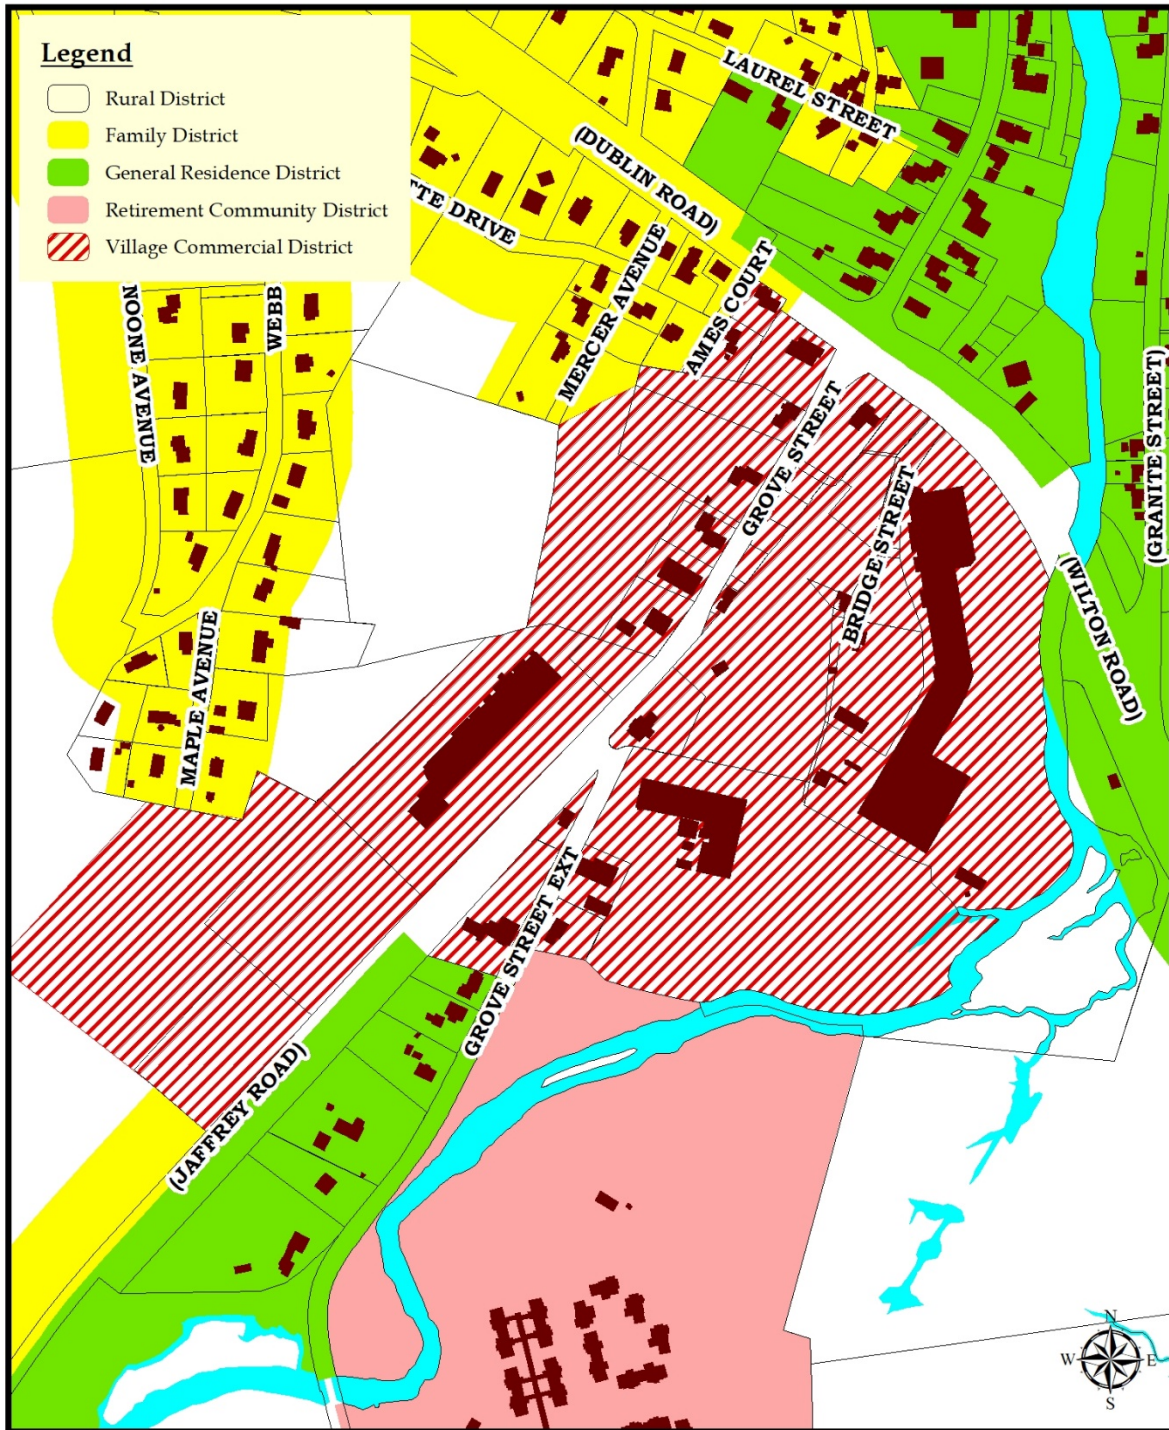 Legend
Rural District
Family District
General Residence District
Retirement Community District
Village Commercial District
LAUREL STREET
(DUBLIN ROAD)
TTE DRIVE
MERCER AVENUE
AMES COURT
NOONE AVENUE
WEBB
GROVE STREET
BRIDGE STREET
(GRANITE STREET)
(WILTON ROAD)
MAPLE AVENUE
GROVE STREET EXT
(JAFFREY ROAD)
N
W E
S